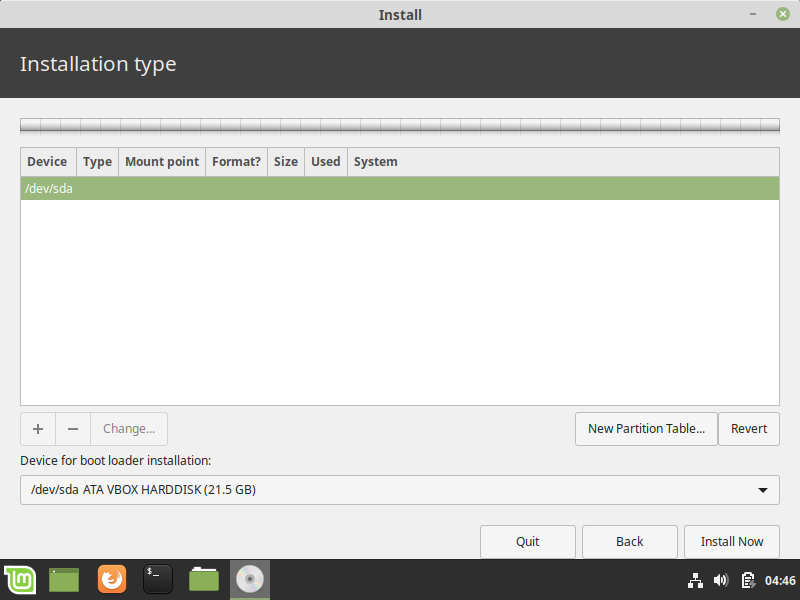 Install
Installation type
Device Type Mount point Format? Size Used System
/dev/sda
+ − Change... New Partition Table... Revert
Device for boot loader installation:
/dev/sda ATA VBOX HARDDISK (21.5 GB)
Quit Back Install Now
$_ 04:46